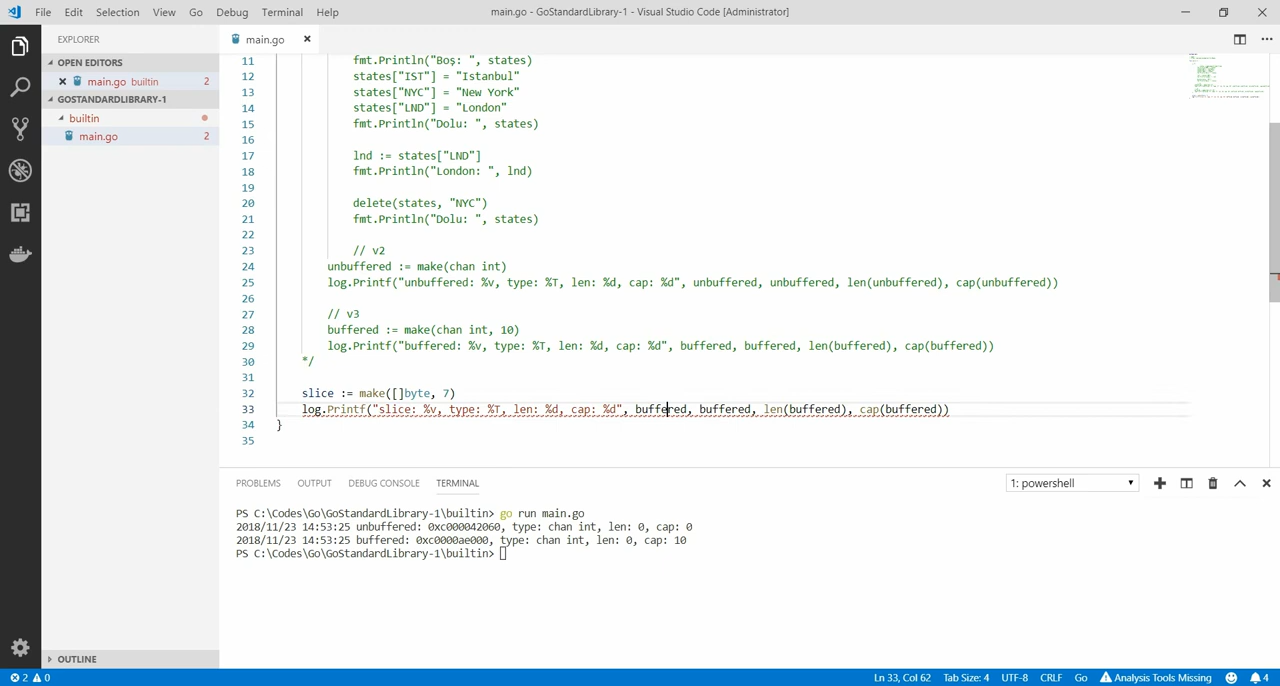 File Edit Selection View Go Debug Terminal Help
main.go - GoStandardLibrary-1 - Visual Studio Code [Administrator]
EXPLORER
OPEN EDITORS
main.go builtin 2
GOSTANDARDLIBRARY-1
builtin
main.go 2
OUTLINE
main.go
11 fmt.Println("Boş: ", states)
12 states["IST"] = "Istanbul"
13 states["NYC"] = "New York"
14 states["LND"] = "London"
15 fmt.Println("Dolu: ", states)
16
17 lnd := states["LND"]
18 fmt.Println("London: ", lnd)
19
20 delete(states, "NYC")
21 fmt.Println("Dolu: ", states)
22
23 // v2
24 unbuffered := make(chan int)
25 log.Printf("unbuffered: %v, type: %T, len: %d, cap: %d", unbuffered, unbuffered, len(unbuffered), cap(unbuffered))
26
27 // v3
28 buffered := make(chan int, 10)
29 log.Printf("buffered: %v, type: %T, len: %d, cap: %d", buffered, buffered, len(buffered), cap(buffered))
30 */
31
32 slice := make([]byte, 7)
33 log.Printf("slice: %v, type: %T, len: %d, cap: %d", buffered, buffered, len(buffered), cap(buffered))
34 }
35
PROBLEMS OUTPUT DEBUG CONSOLE TERMINAL
1: powershell
PS C:\Codes\Go\GoStandardLibrary-1\builtin> go run main.go
2018/11/23 14:53:25 unbuffered: 0xc000042060, type: chan int, len: 0, cap: 0
2018/11/23 14:53:25 buffered: 0xc0000ae000, type: chan int, len: 0, cap: 10
PS C:\Codes\Go\GoStandardLibrary-1\builtin>
2 0
Ln 33, Col 62 Tab Size: 4 UTF-8 CRLF Go Analysis Tools Missing 4